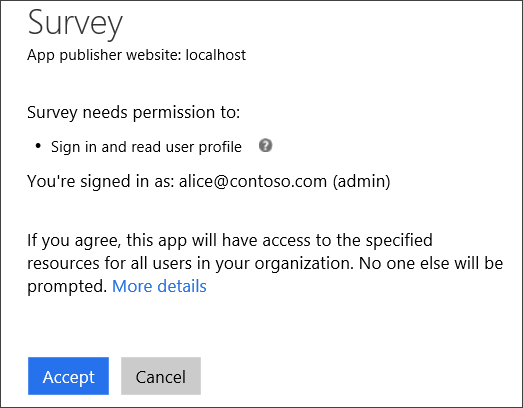 Survey
App publisher website: localhost
Survey needs permission to:
• Sign in and read user profile ?
You're signed in as: alice@contoso.com (admin)
If you agree, this app will have access to the specified
resources for all users in your organization. No one else will be
prompted. More details
Accept Cancel